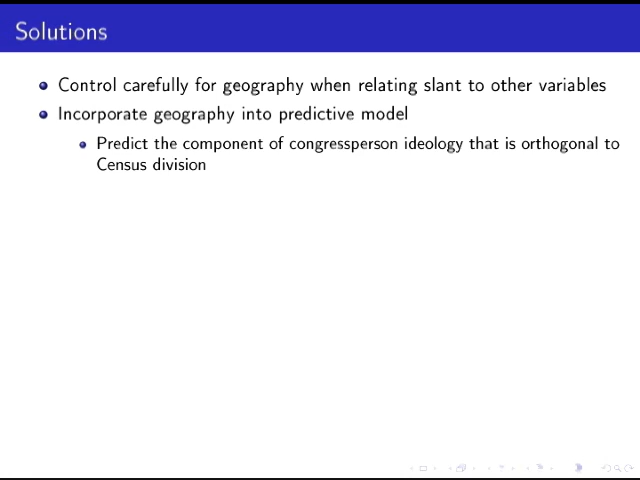 Solutions
Control carefully for geography when relating slant to other variables
Incorporate geography into predictive model
Predict the component of congressperson ideology that is orthogonal to
Census division